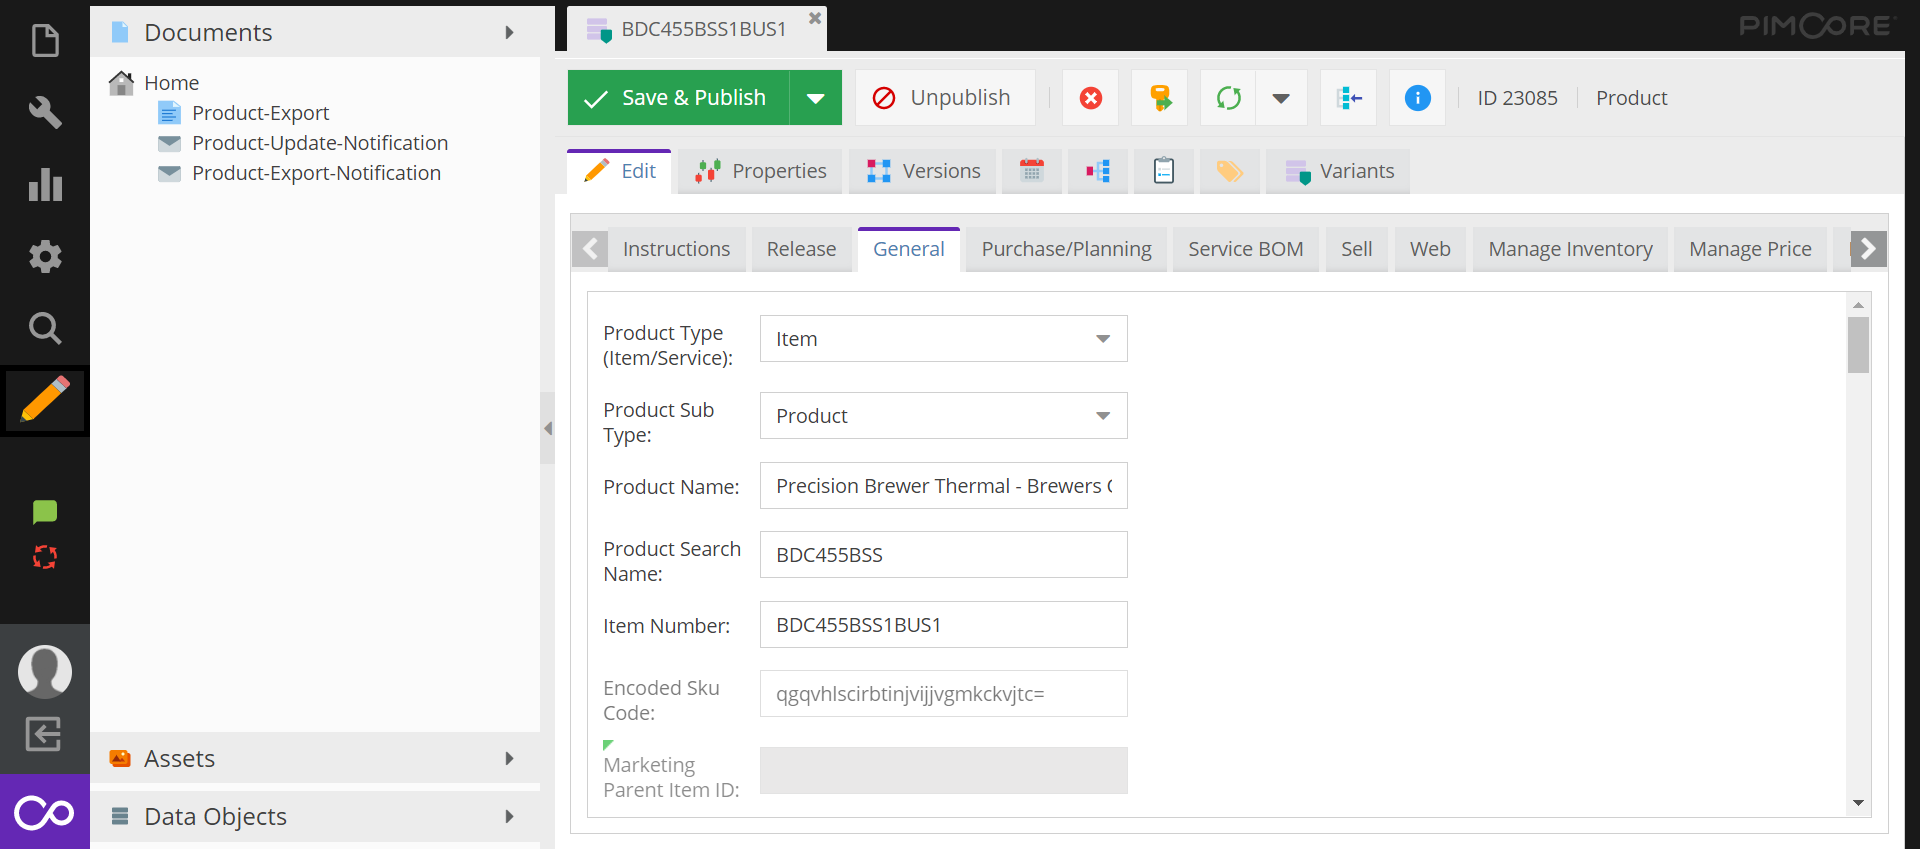 Documents
Home
Product-Export
Product-Update-Notification
Product-Export-Notification
Assets
Data Objects
BDC455BSS1BUS1
PIMCORE
Save & Publish
Unpublish
ID 23085
Product
Edit
Properties
Versions
Variants
Instructions
Release
General
Purchase/Planning
Service BOM
Sell
Web
Manage Inventory
Manage Price
Product Type
(Item/Service):
Item
Product Sub
Type:
Product
Product Name:
Precision Brewer Thermal - Brewers
Product Search
Name:
BDC455BSS
Item Number:
BDC455BSS1BUS1
Encoded Sku
Code:
qgqvhlscirbtinjvijjvgmkckvjtc=
Marketing
Parent Item ID: